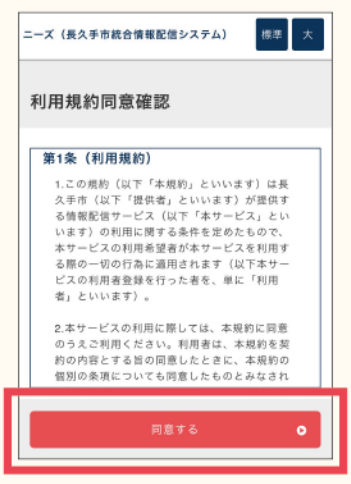 ニーズ（長久手市統合情報配信システム）
標準
大
利用規約同意確認
第1条（利用規約）
1.この規約（以下「本規約」といいます）は長
久手市（以下「提供者」といいます）が提供す
る情報配信サービス（以下「本サービス」とい
います）の利用に関する条件を定めたもので、
本サービスの利用希望者が本サービスを利用す
る際の一切の行為に適用されます（以下本サー
ビスの利用者登録を行った者を、単に「利用
者」といいます）。
2.本サービスの利用に際しては、本規約に同意
のうえご利用ください。利用者は、本規約を契
約の内容とする旨の同意したときに、本規約の
個別の条項についても同意したものとみなされ
同意する